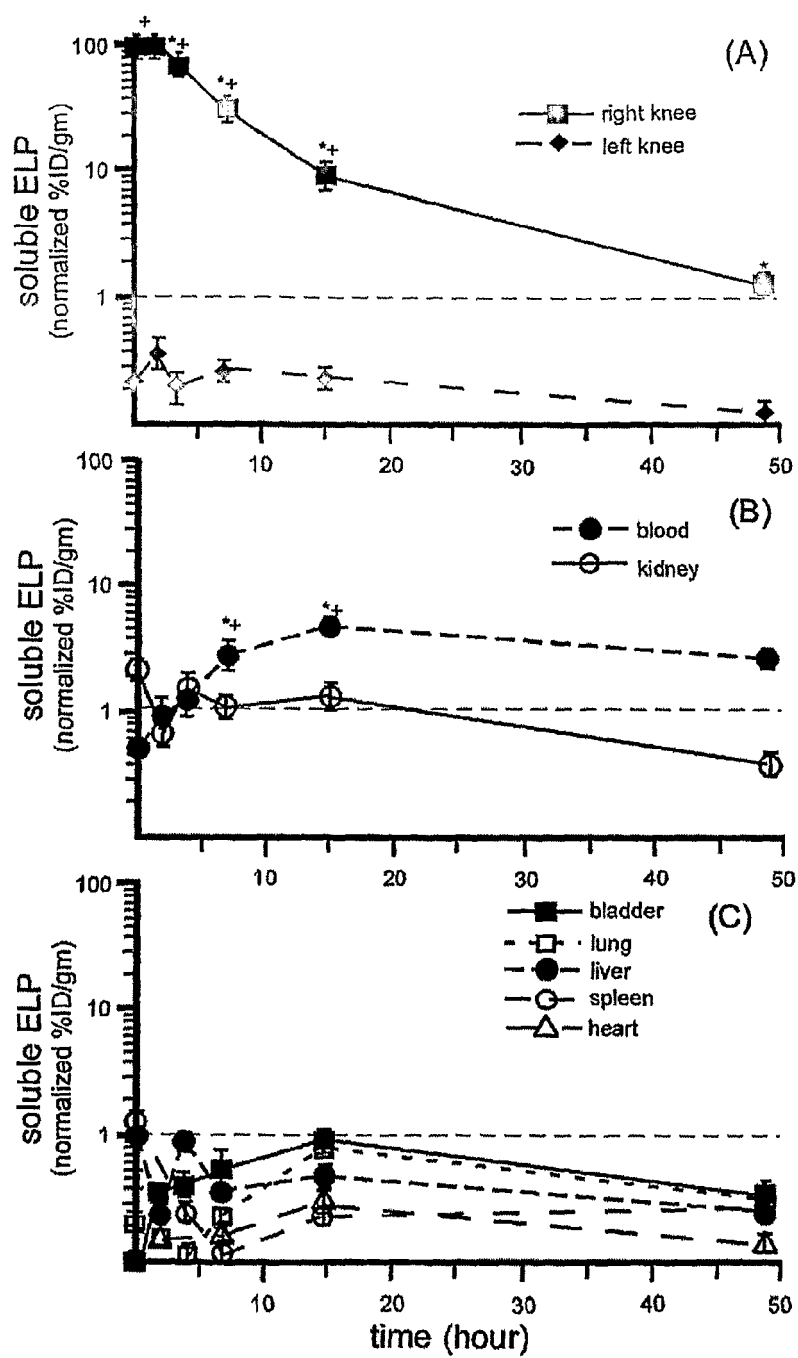 (A)
100
10
1
soluble ELP
(normalized %ID/gm)
+
*+
*+
*+
*
right knee
left knee
10
20
30
40
50
(B)
100
10
1
soluble ELP
(normalized %ID/gm)
*+
*+
blood
kidney
10
20
30
40
50
(C)
100
10
1
soluble ELP
(normalized %ID/gm)
bladder
lung
liver
spleen
heart
10
20
30
40
50
time (hour)